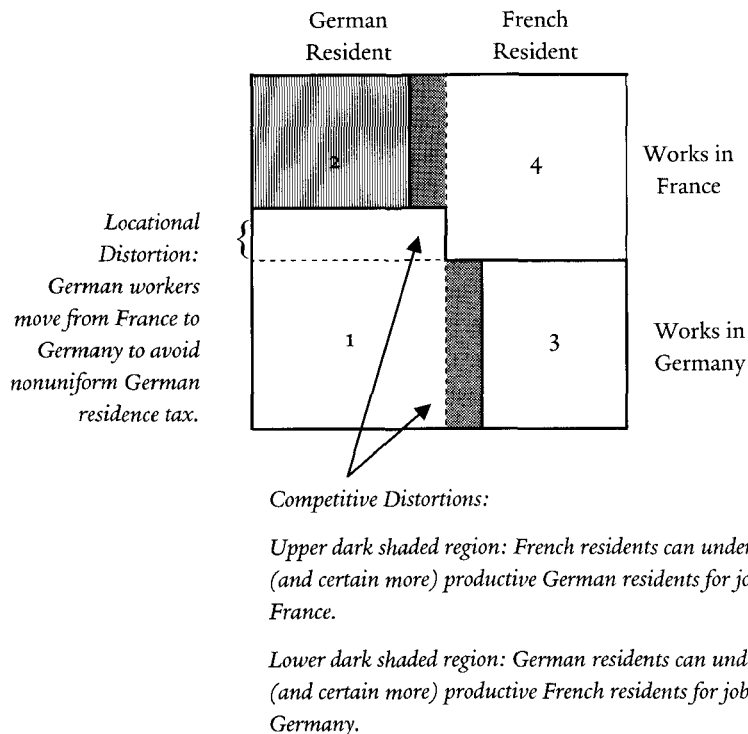 German
Resident
French
Resident
2
4
Works in
France
Locational
Distortion:
German workers
move from France to
Germany to avoid
nonuniform German
residence tax.
1
3
Works in
Germany
Competitive Distortions:
Upper dark shaded region: French residents can under
(and certain more) productive German residents for jo
France.
Lower dark shaded region: German residents can und
(and certain more) productive French residents for job
Germany.